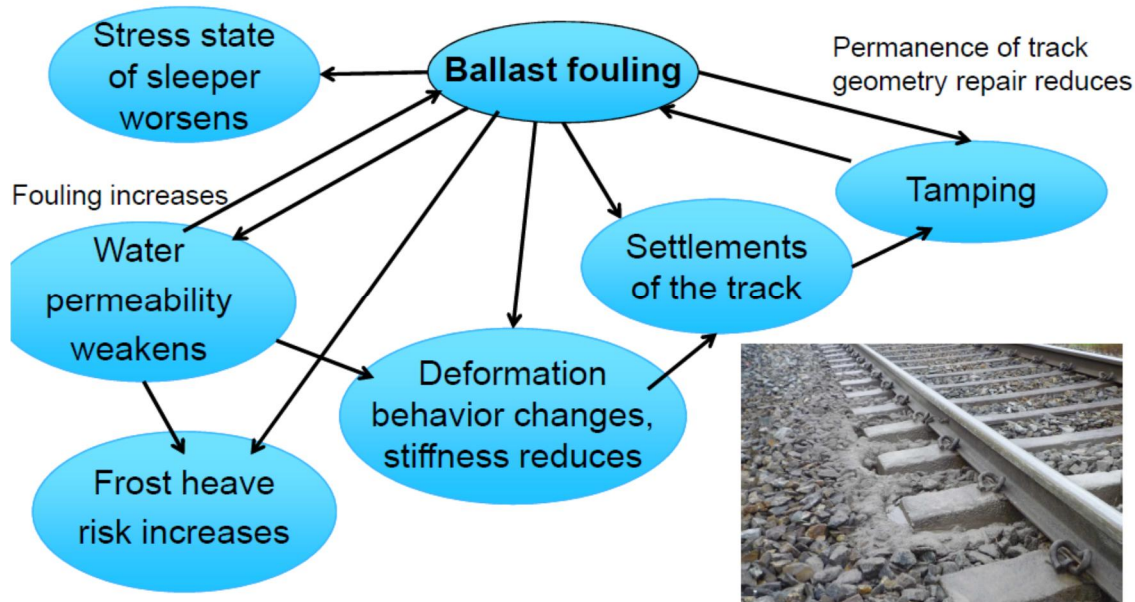 Stress state
of sleeper
worsens
Ballast fouling
Permanence of track
geometry repair reduces
Tamping
Fouling increases
Water
permeability
weakens
Settlements
of the track
Deformation
behavior changes,
stiffness reduces
Frost heave
risk increases